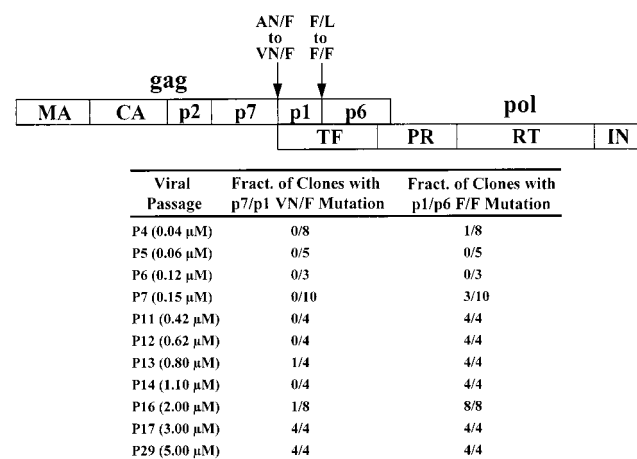 AN/F F/L
to to
VN/F F/F
gag
pol
MA CA p2 p7 p1 p6
TF PR RT IN
Viral Fract. of Clones with Fract. of Clones with
Passage p7/p1 VN/F Mutation p1/p6 F/F Mutation
P4 (0.04 µM) 0/8 1/8
P5 (0.06 µM) 0/5 0/5
P6 (0.12 µM) 0/3 0/3
P7 (0.15 µM) 0/10 3/10
P11 (0.42 µM) 0/4 4/4
P12 (0.62 µM) 0/4 4/4
P13 (0.80 µM) 1/4 4/4
P14 (1.10 µM) 0/4 4/4
P16 (2.00 µM) 1/8 8/8
P17 (3.00 µM) 4/4 4/4
P29 (5.00 µM) 4/4 4/4